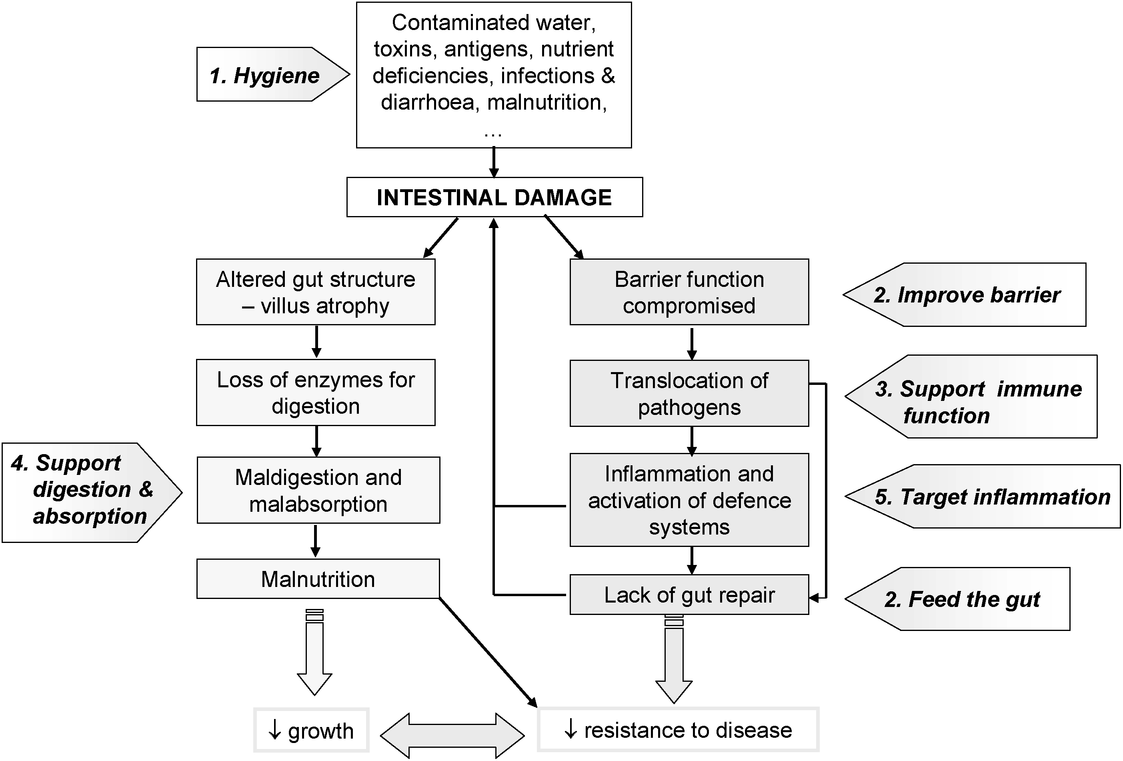 Contaminated water,
toxins, antigens, nutrient
deficiencies, infections &
diarrhoea, malnutrition,
...
1. Hygiene
INTESTINAL DAMAGE
Altered gut structure
– villus atrophy
Loss of enzymes for
digestion
Maldigestion and
malabsorption
Malnutrition
4. Support
digestion &
absorption
Barrier function
compromised
Translocation of
pathogens
Inflammation and
activation of defence
systems
Lack of gut repair
2. Improve barrier
3. Support immune
function
5. Target inflammation
2. Feed the gut
↓ growth
↓ resistance to disease